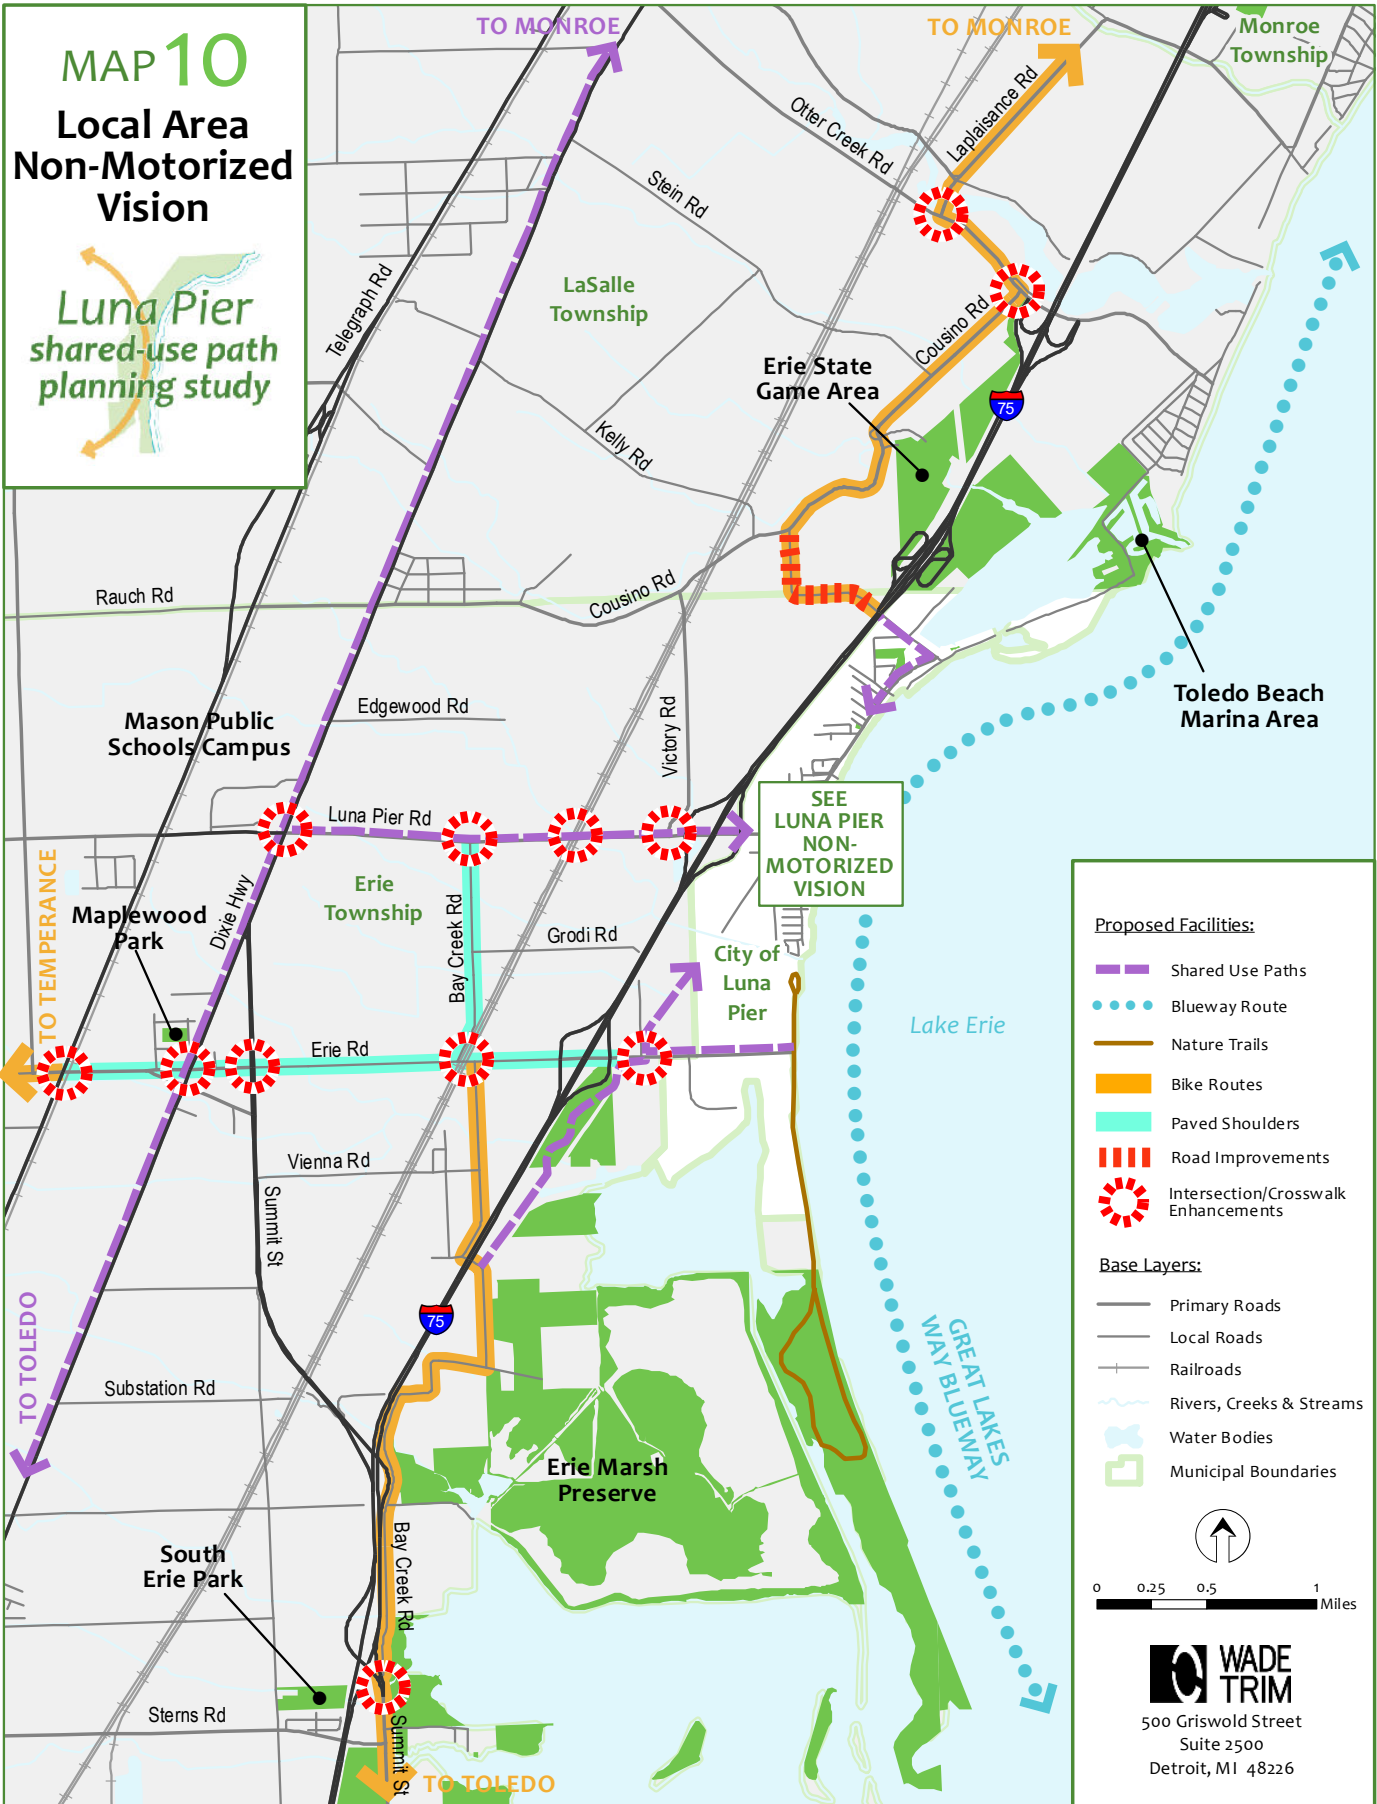 MAP 10
Local Area
Non-Motorized
Vision
Luna Pier
shared-use path
planning study
TO MONROE
TO MONROE
Monroe
Township
Otter Creek Rd
Laplaisance Rd
Stein Rd
Telegraph Rd
LaSalle
Township
Cousino Rd
Erie State
Game Area
75
Kelly Rd
Rauch Rd
Cousino Rd
Toledo Beach
Marina Area
Edgewood Rd
Mason Public
Schools Campus
Victory Rd
Luna Pier Rd
SEE
LUNA PIER
NON-
MOTORIZED
VISION
TO TEMPERANCE
Erie
Township
Maplewood
Park
Dixie Hwy
Bay Creek Rd
Grodi Rd
City of
Luna
Pier
Lake Erie
Erie Rd
Vienna Rd
Summit St
75
TO TOLEDO
Substation Rd
GREAT LAKES
WAY BLUEWAY
Erie Marsh
Preserve
South
Erie Park
Bay Creek Rd
Sterns Rd
Summit St
TO TOLEDO
Proposed Facilities:
Shared Use Paths
Blueway Route
Nature Trails
Bike Routes
Paved Shoulders
Road Improvements
Intersection/Crosswalk
Enhancements
Base Layers:
Primary Roads
Local Roads
Railroads
Rivers, Creeks & Streams
Water Bodies
Municipal Boundaries
0 0.25 0.5 1
Miles
WADE
TRIM
500 Griswold Street
Suite 2500
Detroit, MI 48226